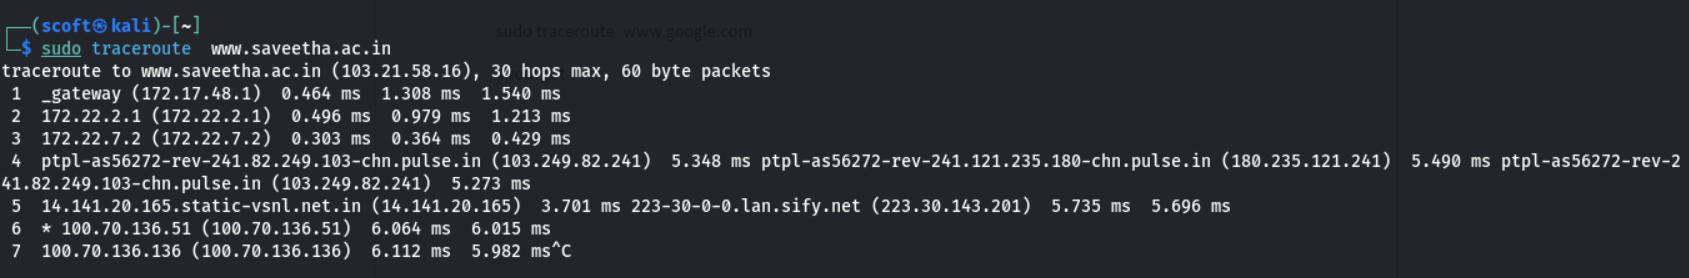 ┌──(scoft㉿kali)-[~]
sudo traceroute www.google.com
└─$ sudo traceroute  www.saveetha.ac.in
traceroute to www.saveetha.ac.in (103.21.58.16), 30 hops max, 60 byte packets
 1  _gateway (172.17.48.1)  0.464 ms  1.308 ms  1.540 ms
 2  172.22.2.1 (172.22.2.1)  0.496 ms  0.979 ms  1.213 ms
 3  172.22.7.2 (172.22.7.2)  0.303 ms  0.364 ms  0.429 ms
 4  ptpl-as56272-rev-241.82.249.103-chn.pulse.in (103.249.82.241)  5.348 ms ptpl-as56272-rev-241.121.235.180-chn.pulse.in (180.235.121.241)  5.490 ms ptpl-as56272-rev-2
41.82.249.103-chn.pulse.in (103.249.82.241)  5.273 ms
 5  14.141.20.165.static-vsnl.net.in (14.141.20.165)  3.701 ms 223-30-0-0.lan.sify.net (223.30.143.201)  5.735 ms  5.696 ms
 6  * 100.70.136.51 (100.70.136.51)  6.064 ms  6.015 ms
 7  100.70.136.136 (100.70.136.136)  6.112 ms  5.982 ms^C